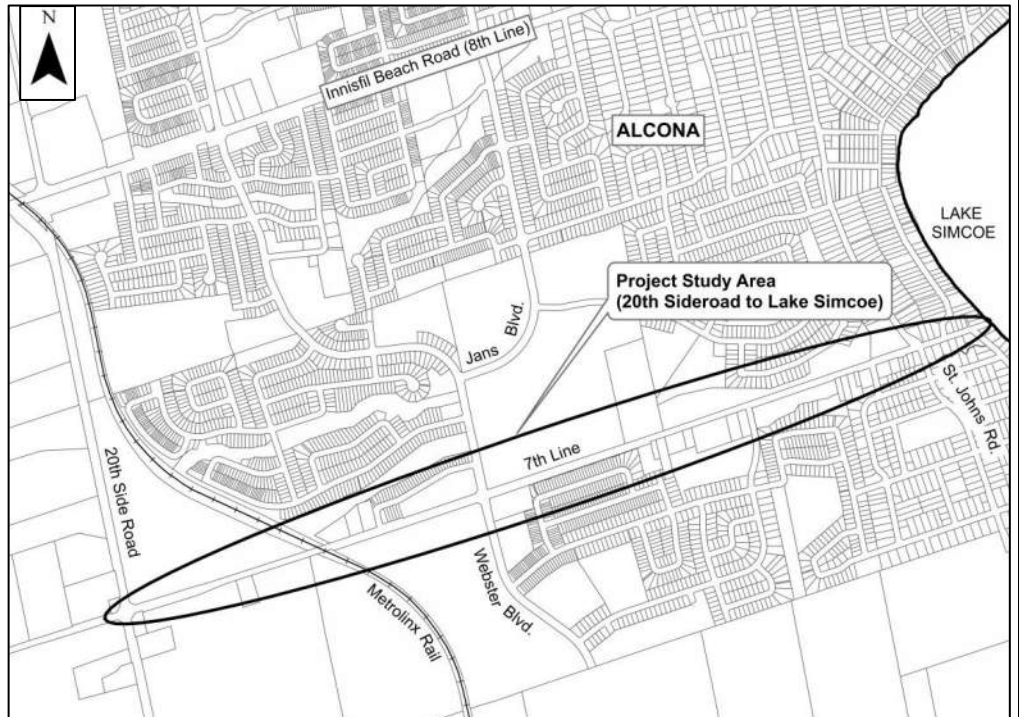 N
Innisfil Beach Road (8th Line)
ALCONA
LAKE
SIMCOE
Project Study Area
(20th Sideroad to Lake Simcoe)
Jans Blvd.
St. Johns Rd.
7th Line
20th Side Road
Webster Blvd.
Metrolinx Rail